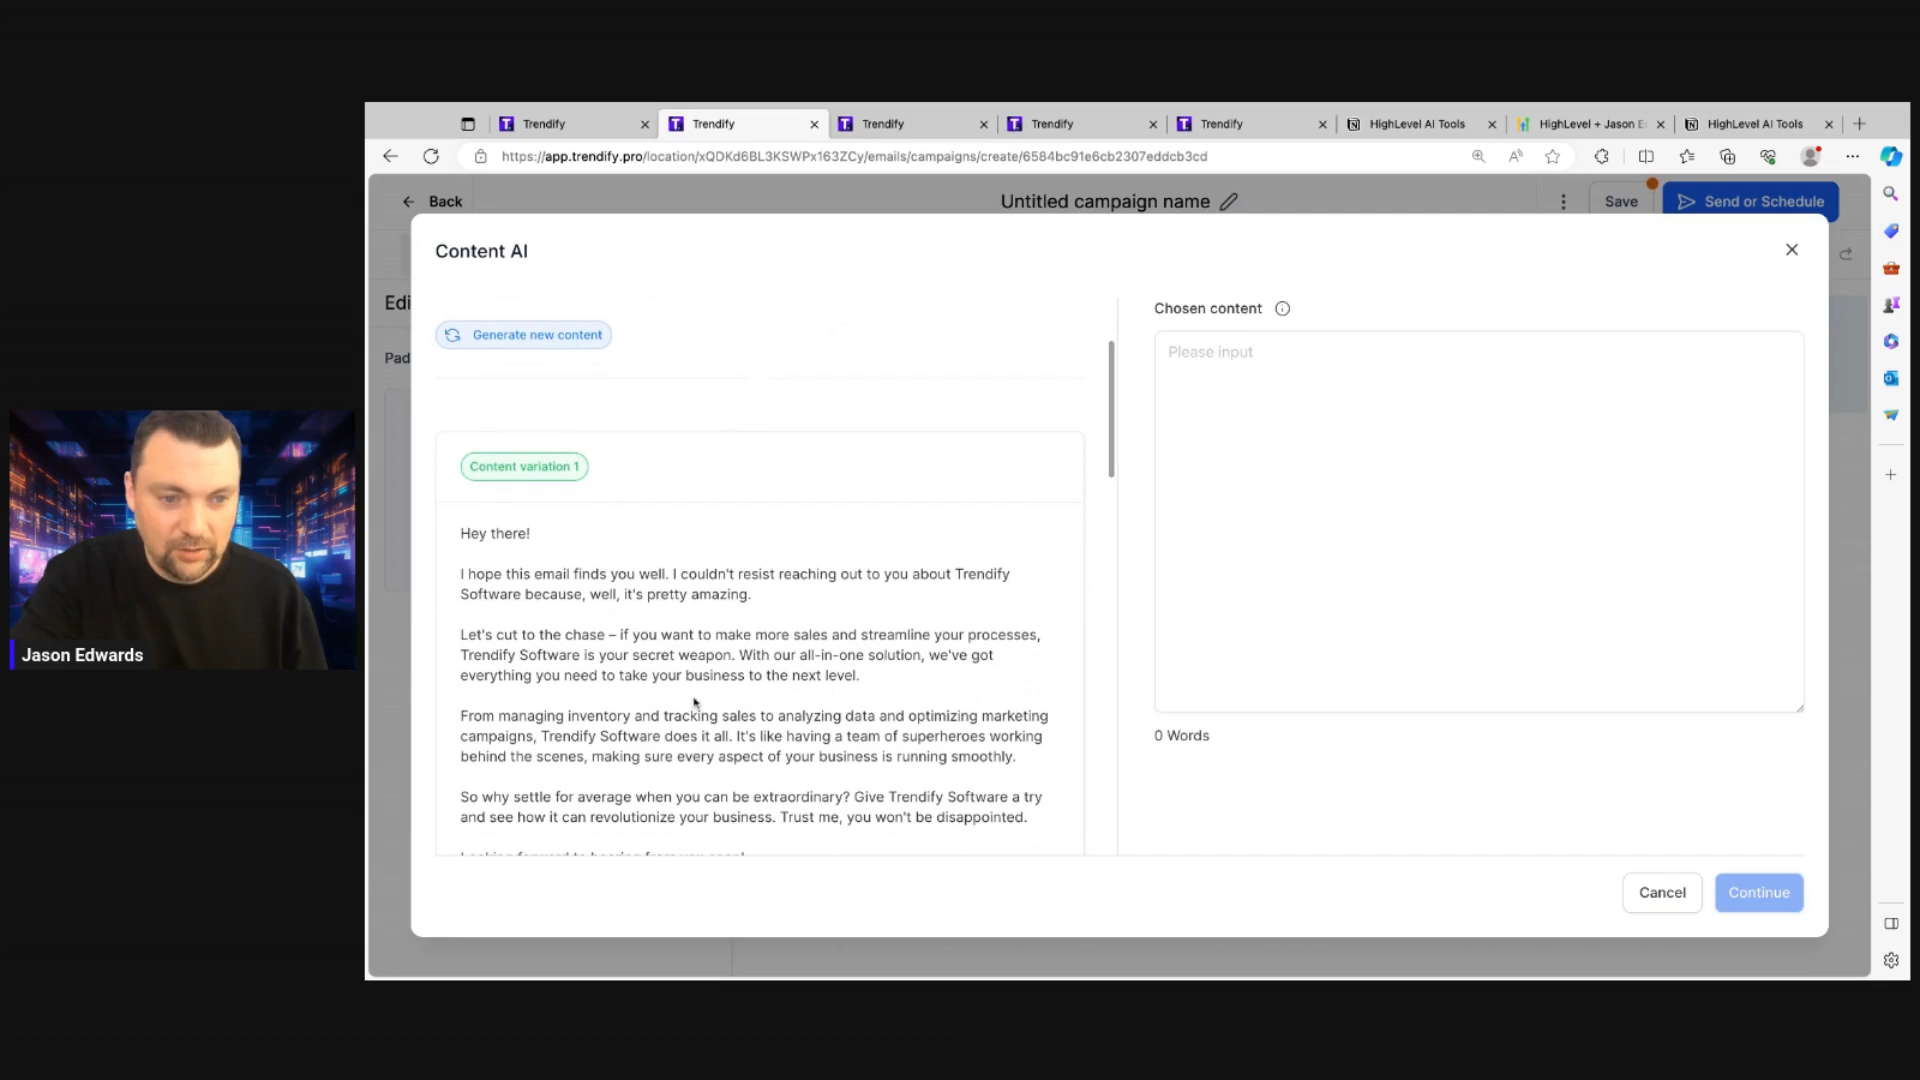 Trendify
Trendify
Trendify
Trendify
Trendify
HighLevel AI Tools
HighLevel + Jason E
HighLevel AI Tools
https://app.trendify.pro/location/xQDKd6BL3KSWPx163ZCy/emails/campaigns/create/6584bc91e6cb2307eddcb3cd
Back
Untitled campaign name
Save
Send or Schedule
Content AI
Edi
Pad
Generate new content
Content variation 1
Hey there!
I hope this email finds you well. I couldn't resist reaching out to you about Trendify
Software because, well, it's pretty amazing.
Let's cut to the chase – if you want to make more sales and streamline your processes,
Trendify Software is your secret weapon. With our all-in-one solution, we've got
everything you need to take your business to the next level.
From managing inventory and tracking sales to analyzing data and optimizing marketing
campaigns, Trendify Software does it all. It's like having a team of superheroes working
behind the scenes, making sure every aspect of your business is running smoothly.
So why settle for average when you can be extraordinary? Give Trendify Software a try
and see how it can revolutionize your business. Trust me, you won't be disappointed.
Chosen content
Please input
0 Words
Cancel
Continue
Jason Edwards